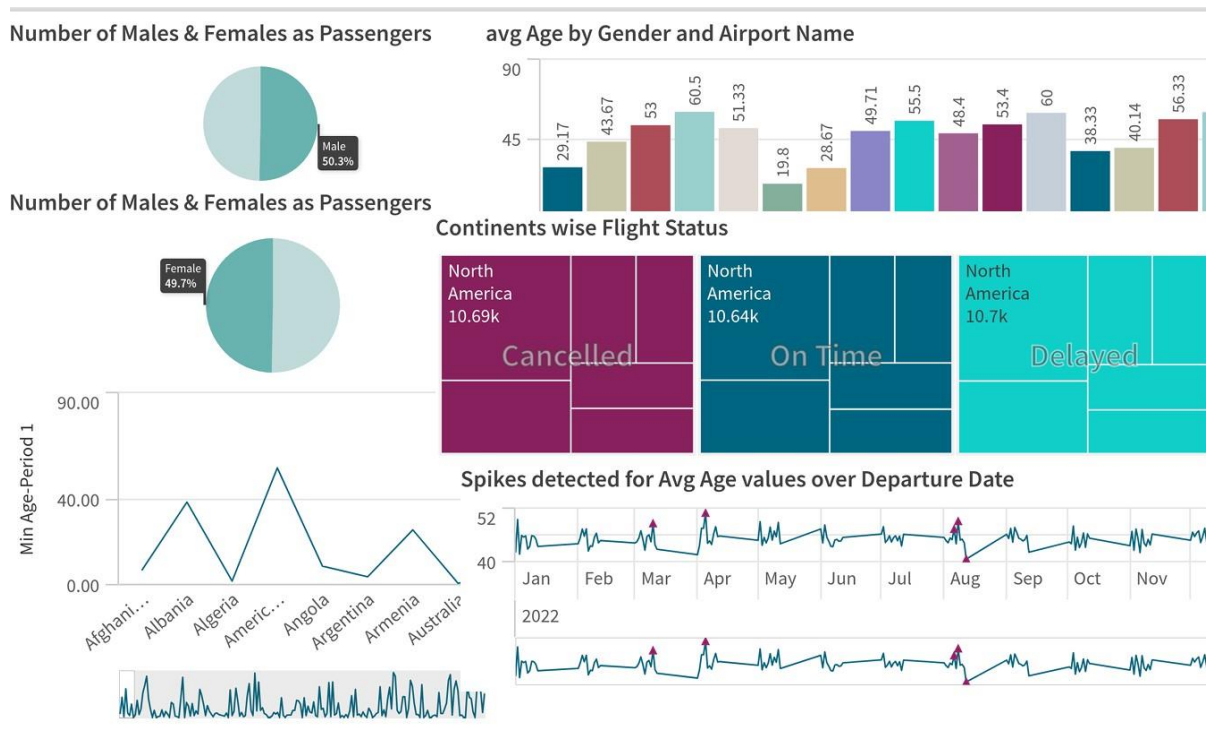 Number of Males & Females as Passengers
Male
50.3%
Number of Males & Females as Passengers
Female
49.7%
avg Age by Gender and Airport Name
90
45
29.17
43.67
53
60.5
51.33
19.8
28.67
49.71
55.5
48.4
53.4
60
38.33
40.14
56.33
Continents wise Flight Status
North
America
10.69k
Cancelled
North
America
10.64k
On Time
North
America
10.7k
Delayed
Min Age-Period 1
90.00
40.00
0.00
Afghani...
Albania
Algeria
Americ...
Angola
Argentina
Armenia
Australia
Spikes detected for Avg Age values over Departure Date
52
40
Jan
Feb
Mar
Apr
May
Jun
Jul
Aug
Sep
Oct
Nov
2022